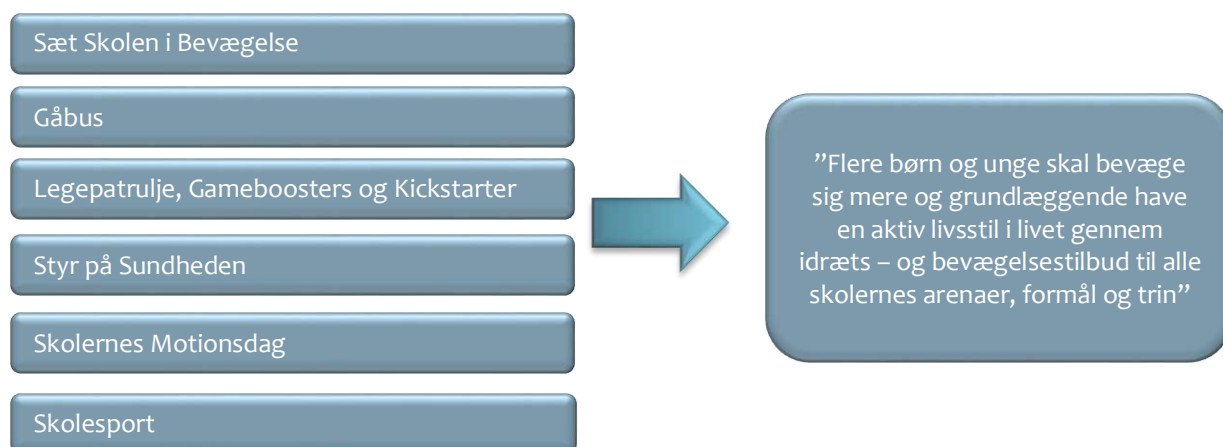 Sæt Skolen i Bevægelse
Gåbus
Legepatrulje, Gameboosters og Kickstarter
Styr på Sundheden
Skolernes Motionsdag
Skolesport
”Flere børn og unge skal bevæge
sig mere og grundlæggende have
en aktiv livsstil i livet gennem
idræts – og bevægelsestilbud til alle
skolernes arenaer, formål og trin”